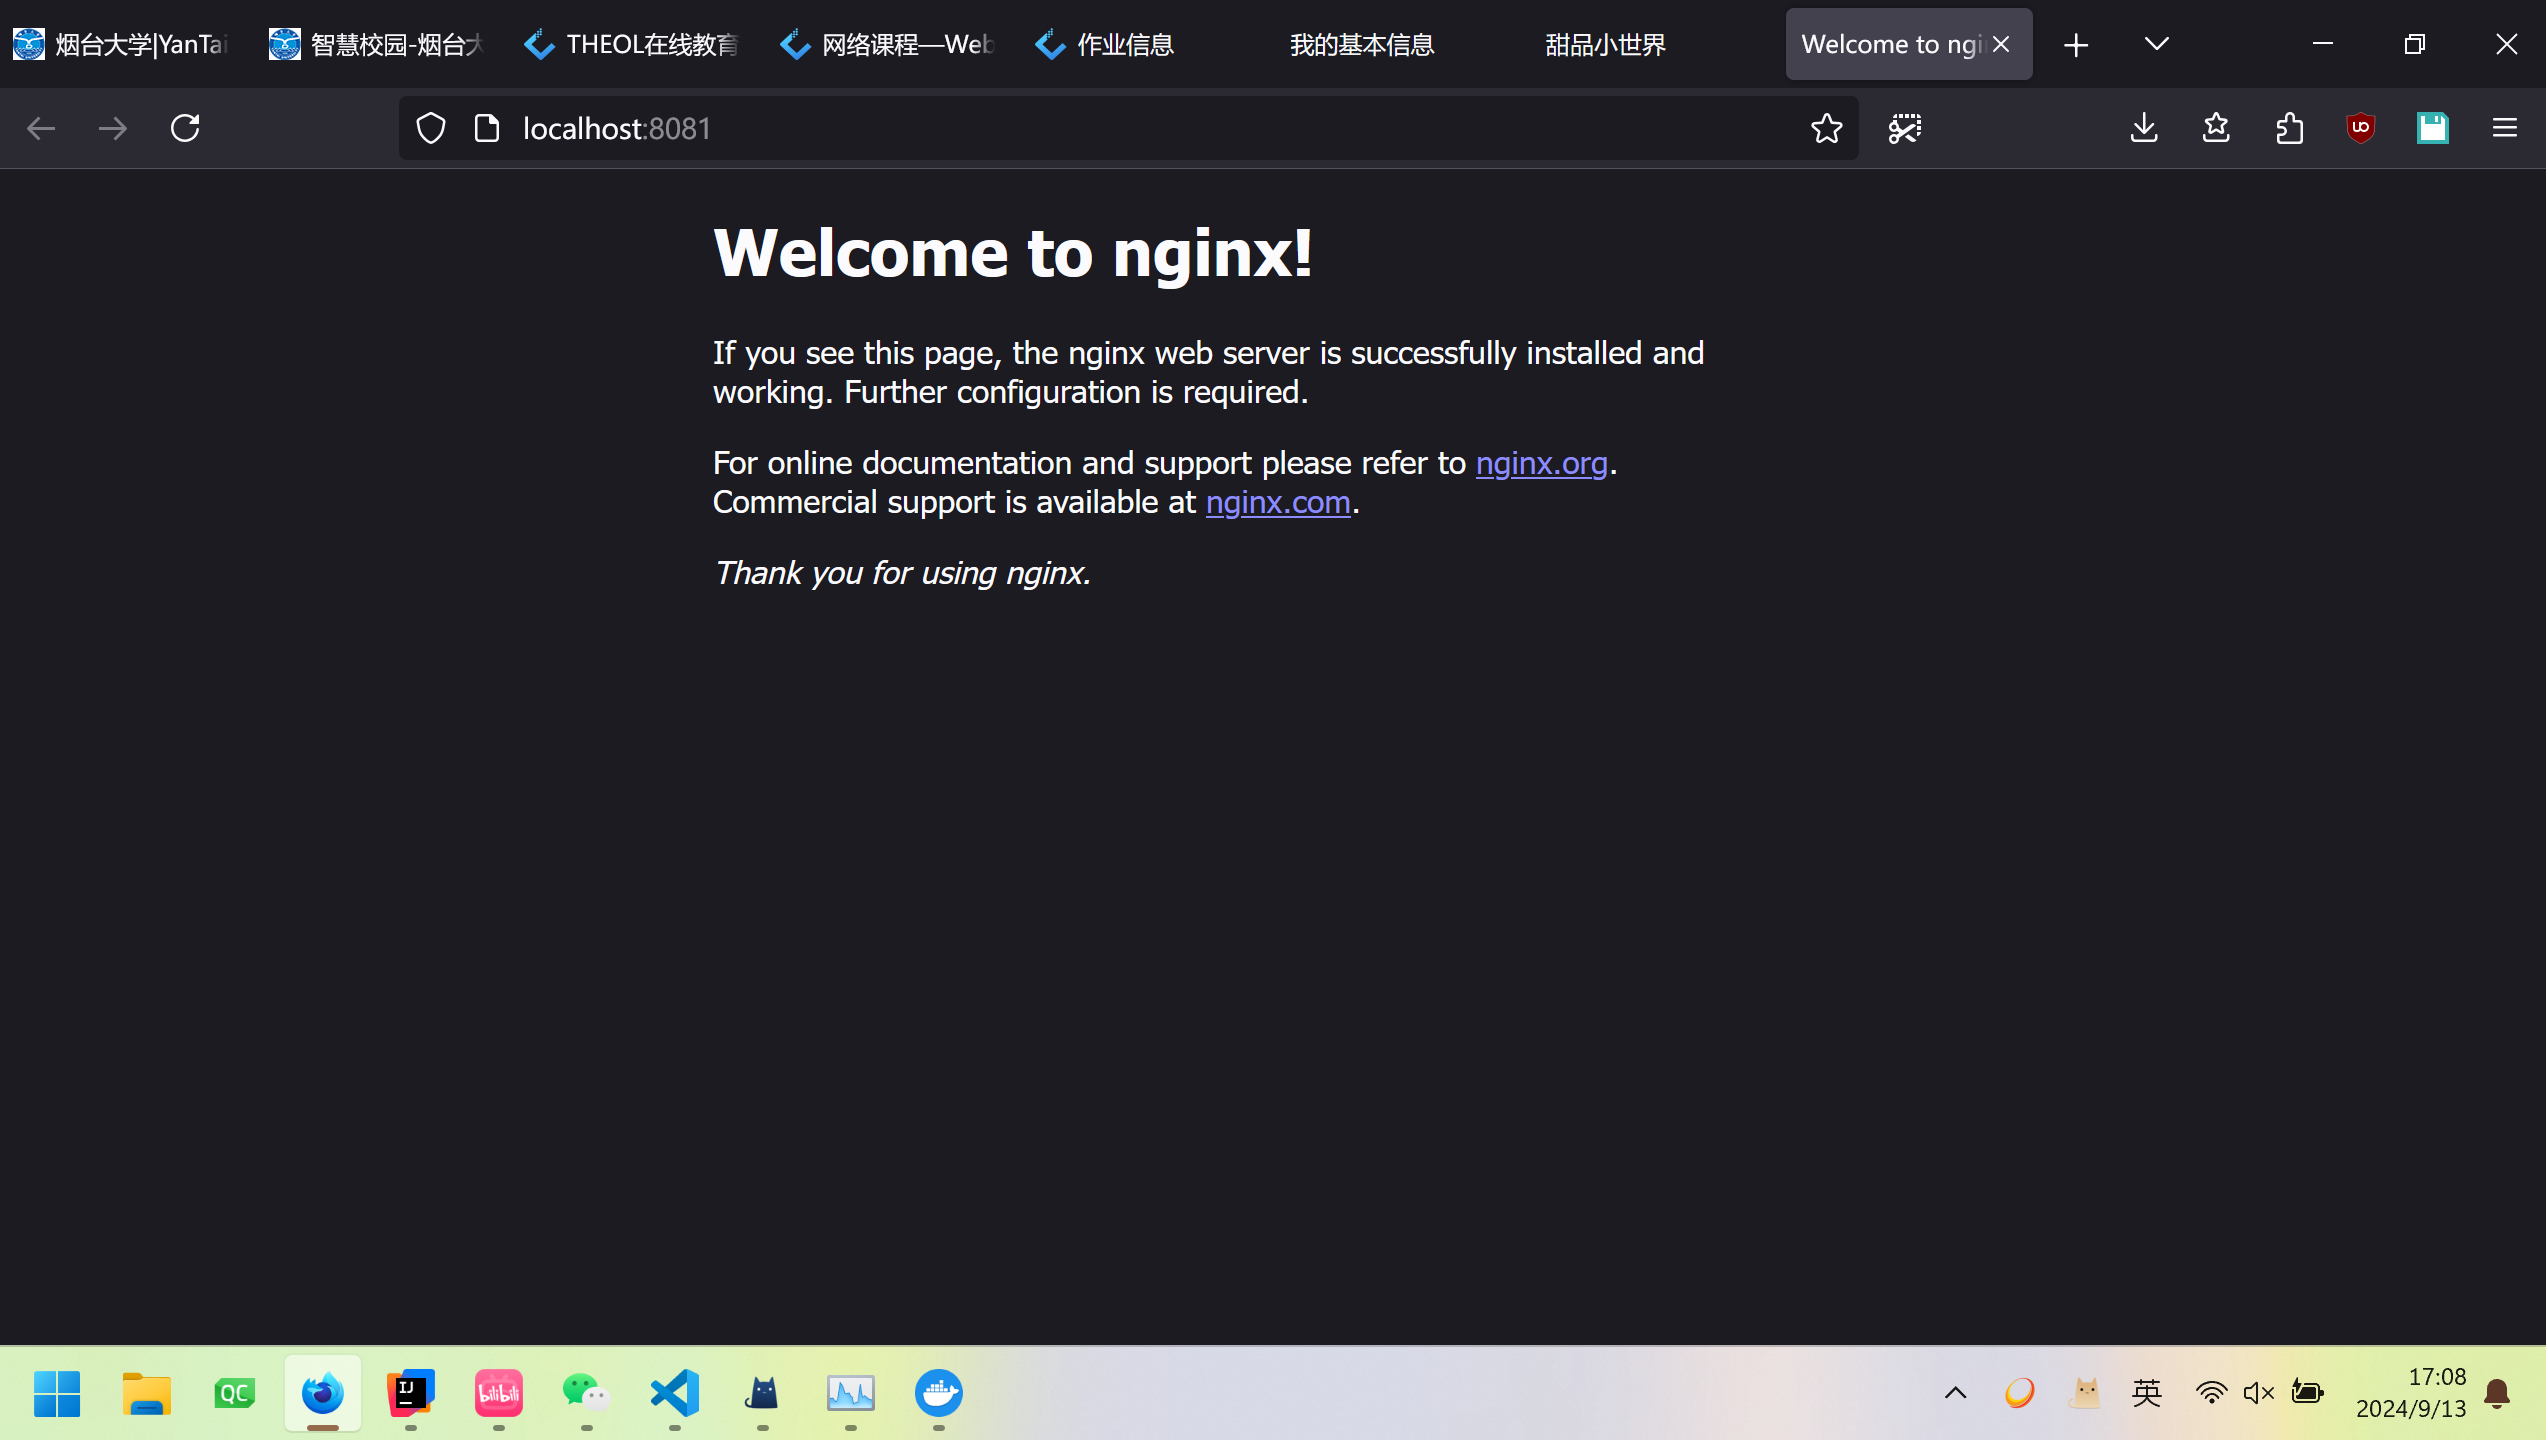 烟台大学|YanTai
智慧校园-烟台大
THEOL在线教育
网络课程—Web
作业信息
我的基本信息
甜品小世界
Welcome to ngi
localhost:8081
Welcome to nginx!
If you see this page, the nginx web server is successfully installed and
working. Further configuration is required.
For online documentation and support please refer to nginx.org.
Commercial support is available at nginx.com.
Thank you for using nginx.
QC
IJ
bilibili
英
17:08
2024/9/13